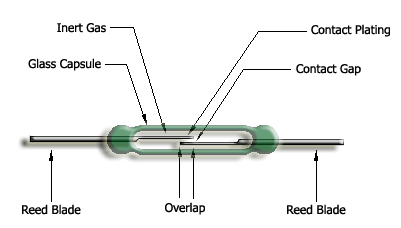 Inert Gas
Contact Plating
Glass Capsule
Contact Gap
Reed Blade
Overlap
Reed Blade